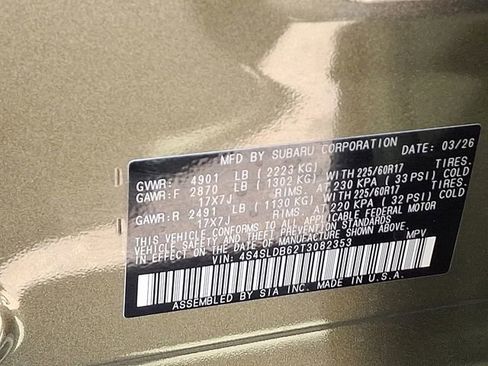 MFD BY SUBARU CORPORATION DATE: 03/26
GVWR: 4901 LB (2223 KG)
GAWR:F 2870 LB (1302 KG) WITH 225/60R17 TIRES.
17X7J RIMS. AT 230 KPA (33 PSI) COLD
GAWR:R 2491 LB (1130 KG) WITH 225/60R17 TIRES.
17X7J RIMS. AT 220 KPA (32 PSI) COLD
THIS VEHICLE CONFORMS TO ALL APPLICABLE FEDERAL MOTOR
VEHICLE SAFETY AND THEFT PREVENTION STANDARDS
IN EFFECT ON THE DATE OF MANUFACTURE SHOWN ABOVE.
VIN: 4S4SLDB62T3082353 MPV
ASSEMBLED BY SIA INC. MADE IN U.S.A.